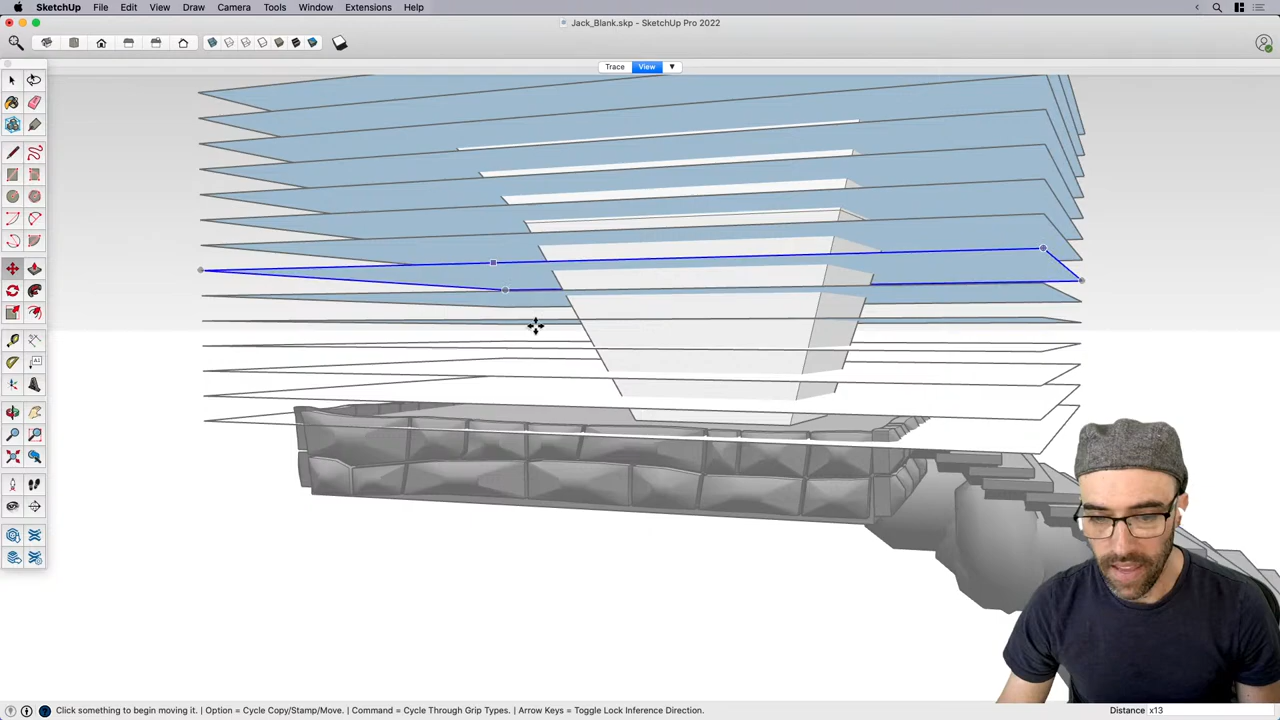 SketchUp File Edit View Draw Camera Tools Window Extensions Help
Jack_Blank.skp - SketchUp Pro 2022
Trace View
Click something to begin moving it. | Option = Cycle Copy/Stamp/Move. | Command = Cycle Through Grip Types. | Arrow Keys = Toggle Lock Inference Direction. Distance x13